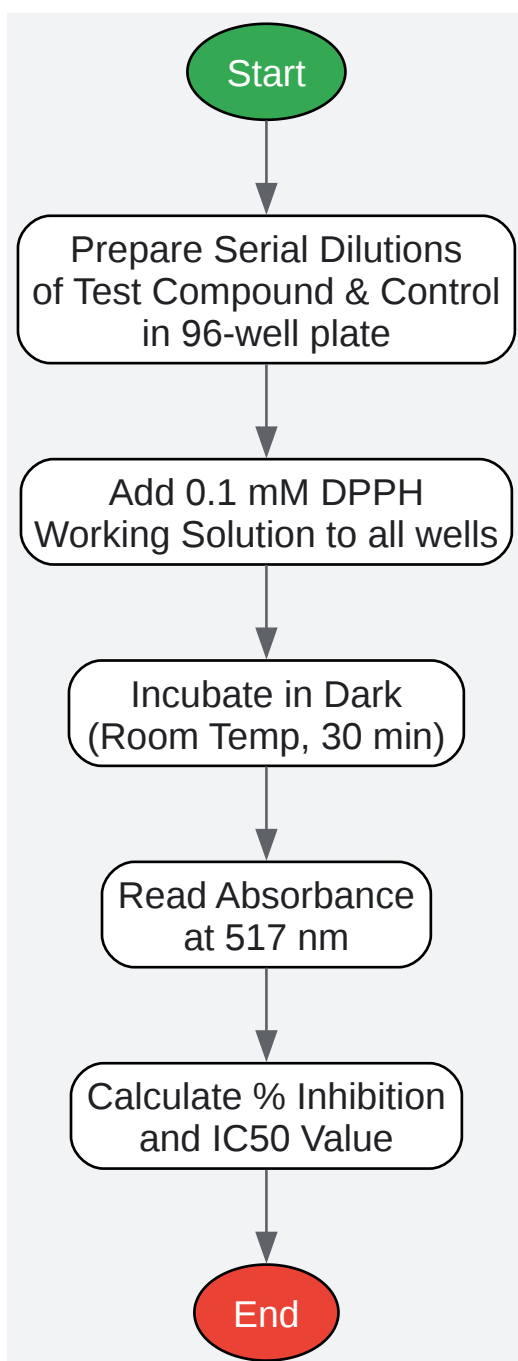 Start
Prepare Serial Dilutions
of Test Compound & Control
in 96-well plate
Add 0.1 mM DPPH
Working Solution to all wells
Incubate in Dark
(Room Temp, 30 min)
Read Absorbance
at 517 nm
Calculate % Inhibition
and IC50 Value
End